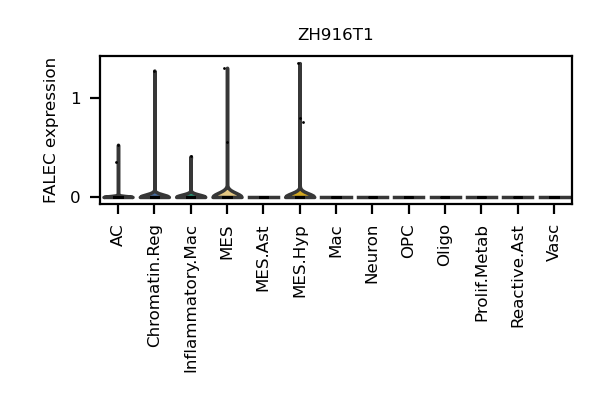 ZH916T1
FALEC expression
1
0
AC
Chromatin.Reg
Inflammatory.Mac
MES
MES.Ast
MES.Hyp
Mac
Neuron
OPC
Oligo
Prolif.Metab
Reactive.Ast
Vasc